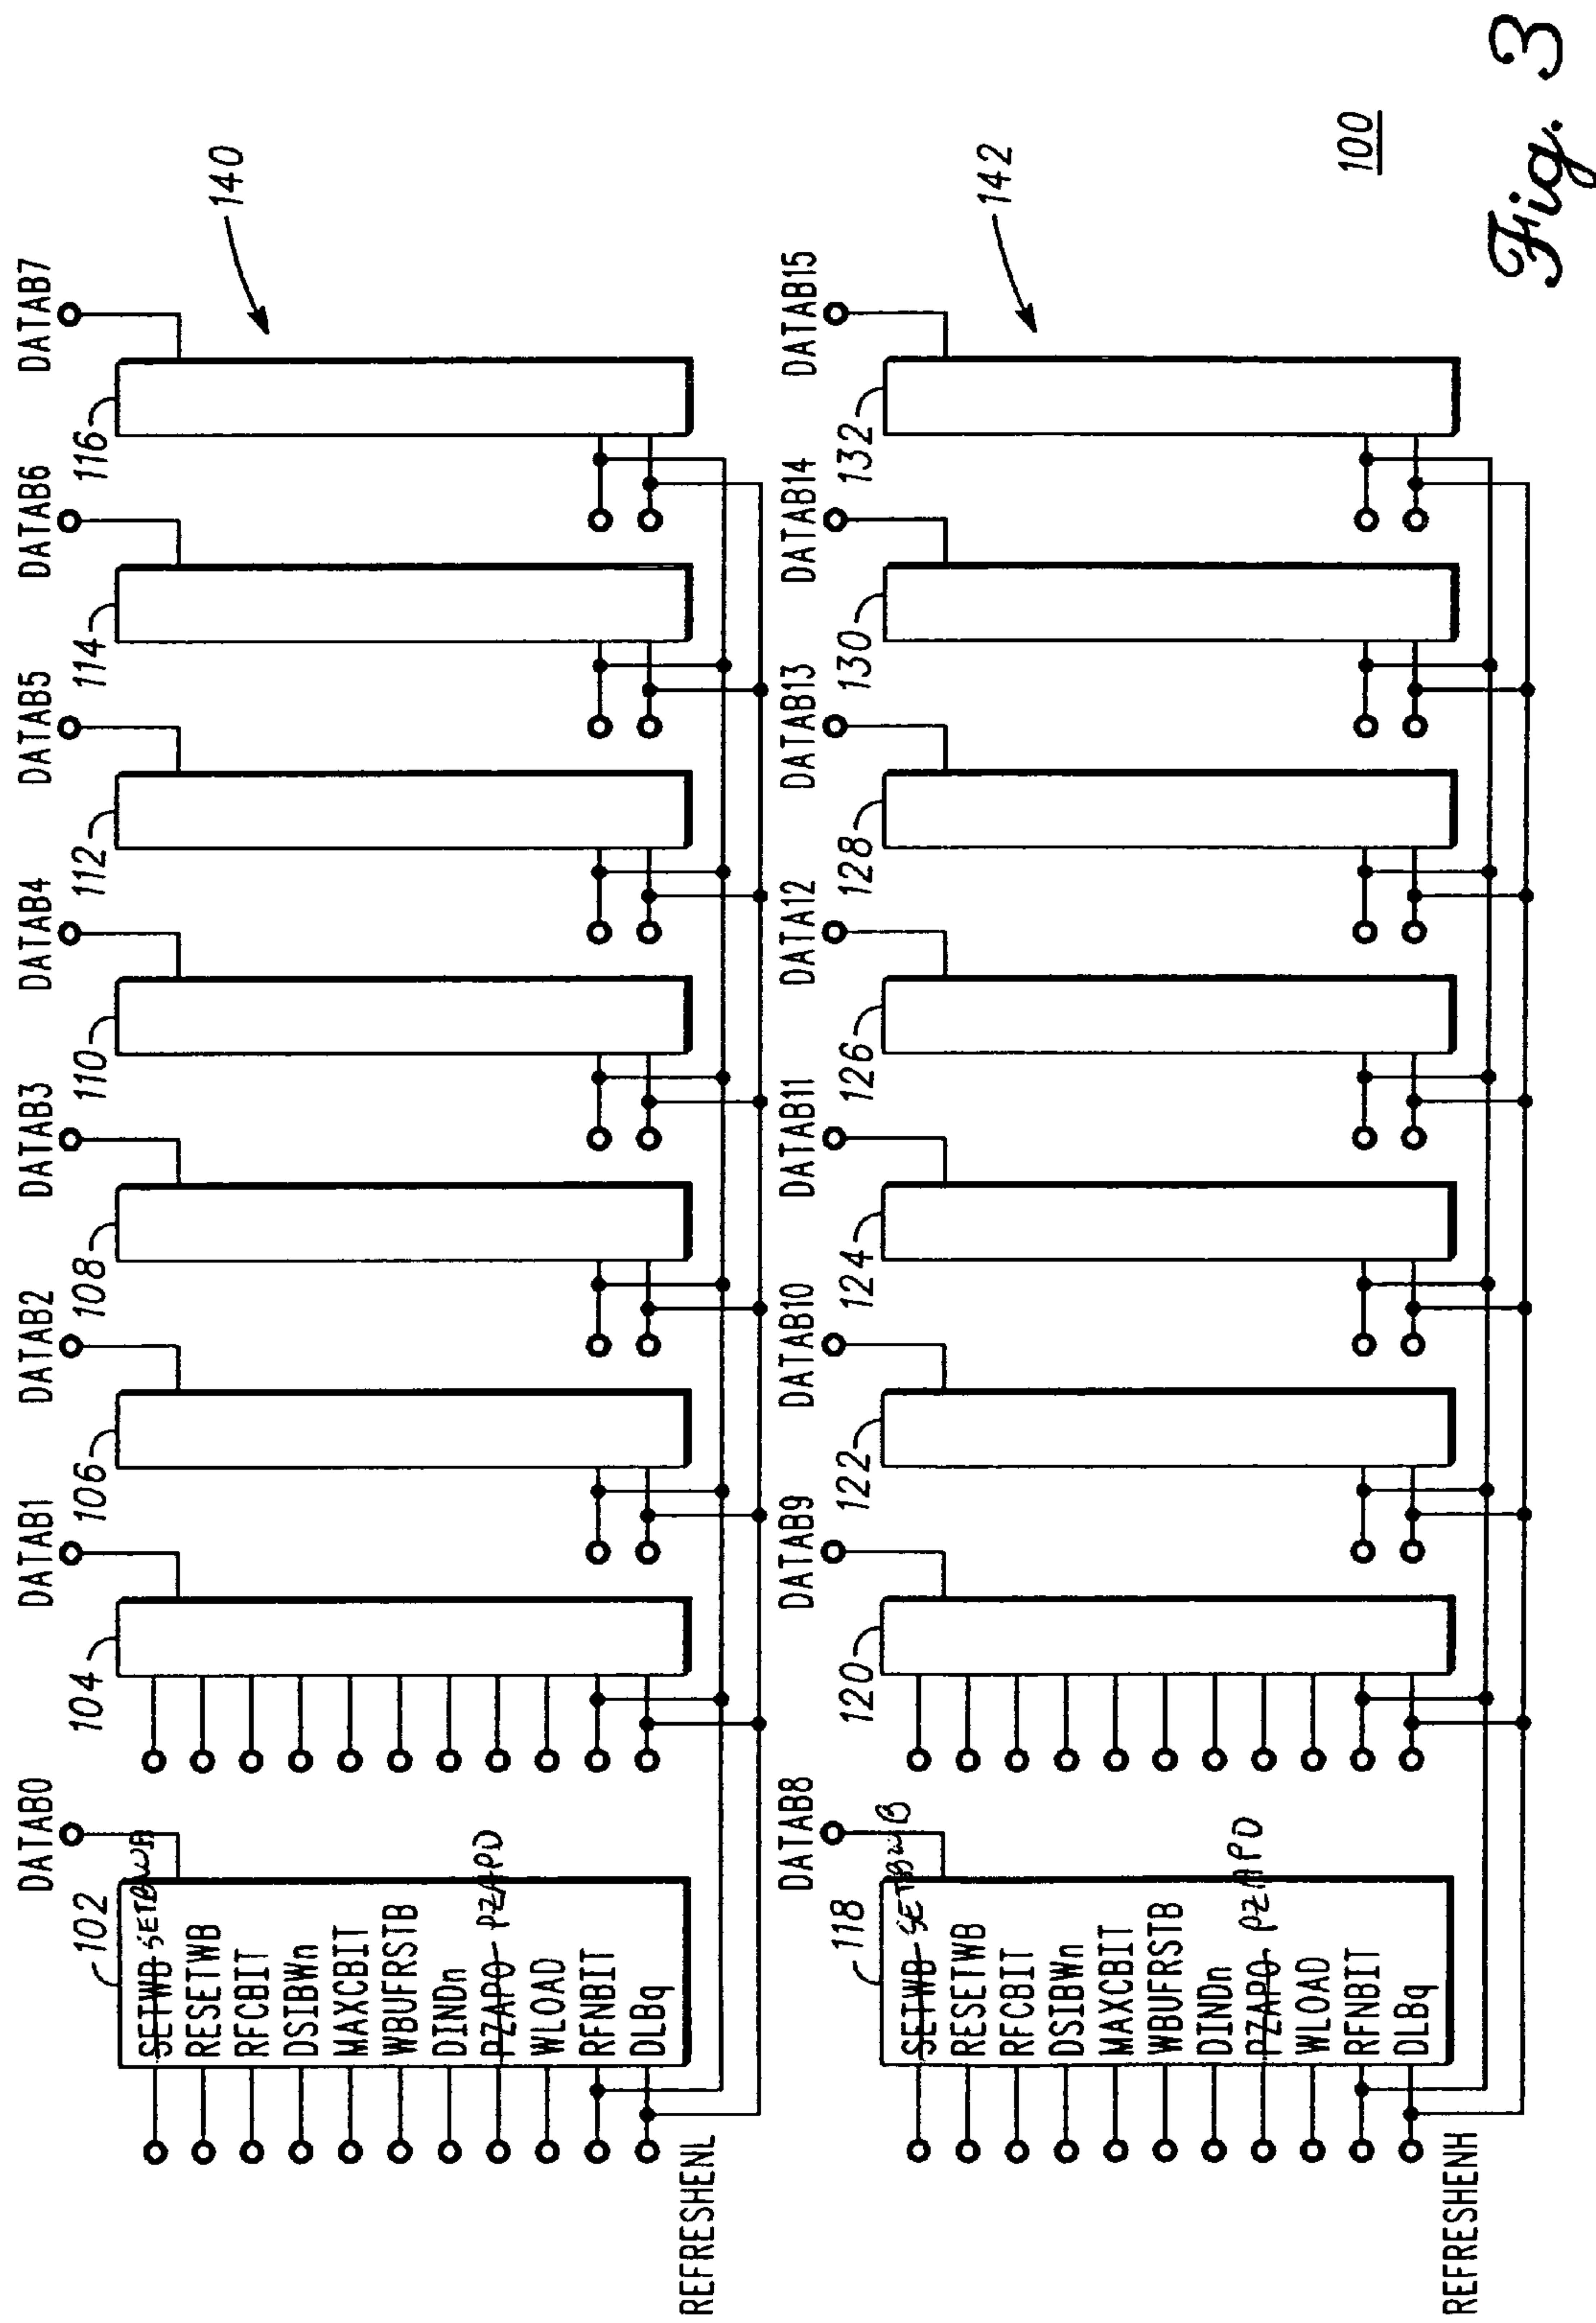 DATAB0 DATAB1 DATAB2 DATAB3 DATAB4 DATAB5 DATAB6 DATAB7
102 104 106 108 110 112 114 116
140
SETWB SETBWB
RESETWB
RFCBIT
DSIBWn
MAXCBIT
WBUFRSTB
DINDn
PZAPO PZAPD
WLOAD
RFNBIT
DLBq
REFRESHENL
DATAB8 DATAB9 DATAB10 DATAB11 DATA12 DATAB13 DATAB14 DATAB15
118 120 122 124 126 128 130 132
142
SETWB SETBWB
RESETWB
RFCBIT
DSIBWn
MAXCBIT
WBUFRSTB
DINDn
PZAPO PZAPD
WLOAD
RFNBIT
DLBq
REFRESHENH
100
Fig. 3